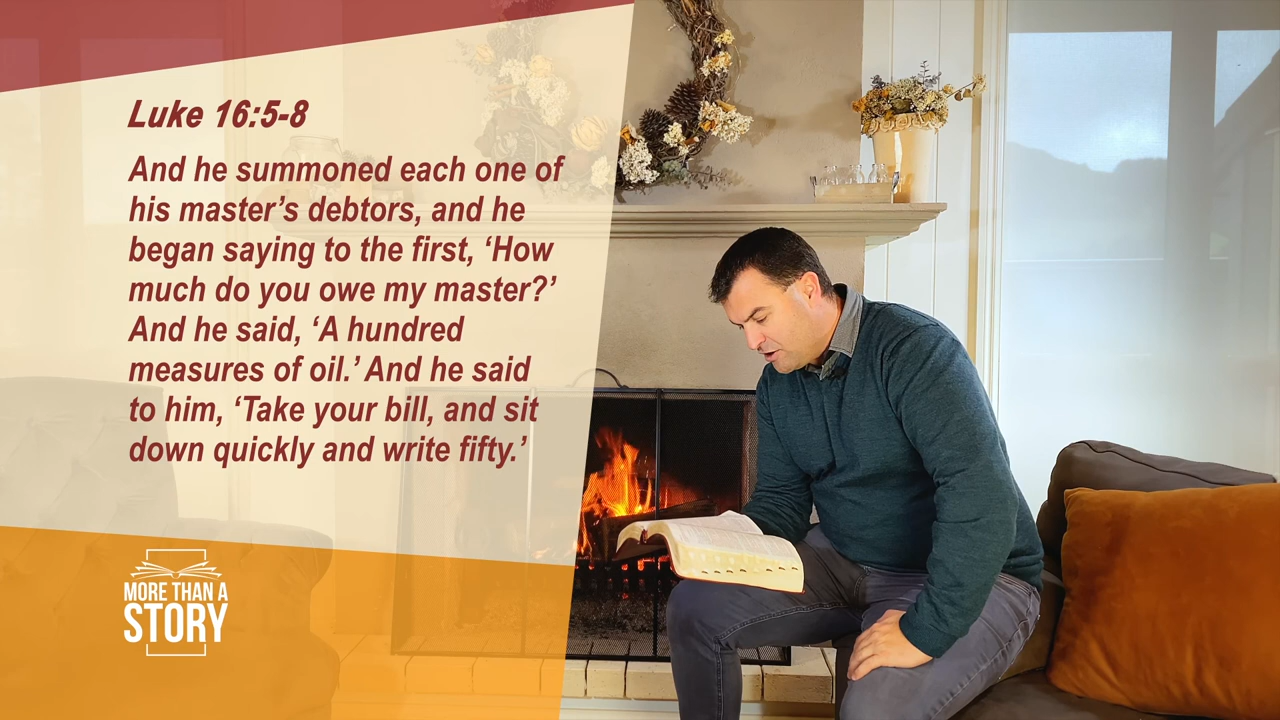 Luke 16:5-8
And he summoned each one of
his master’s debtors, and he
began saying to the first, ‘How
much do you owe my master?’
And he said, ‘A hundred
measures of oil.’ And he said
to him, ‘Take your bill, and sit
down quickly and write fifty.’
MORE THAN A
STORY